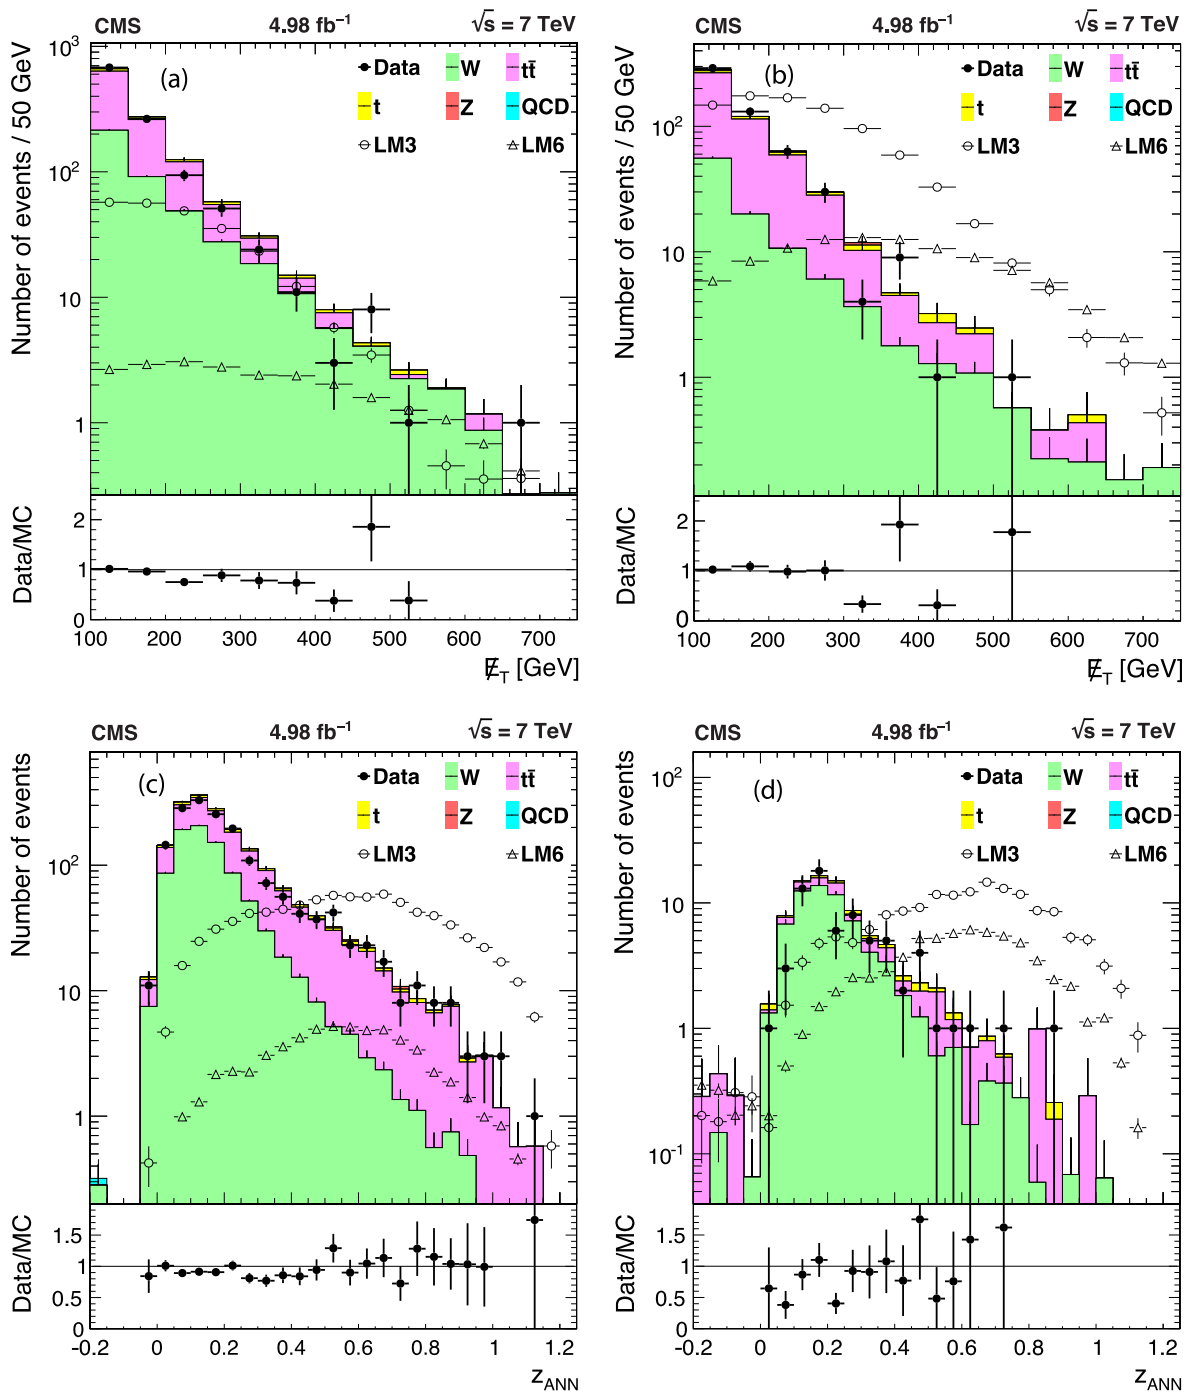 CMS 4.98 fb⁻¹ √s = 7 TeV
(a)
Data W tt̄
t Z QCD
LM3 LM6
Number of events / 50 GeV
10³
10²
10
1
Data/MC
2
1
0
100 200 300 400 500 600 700
E̸_T [GeV]
CMS 4.98 fb⁻¹ √s = 7 TeV
(b)
Data W tt̄
t Z QCD
LM3 LM6
Number of events / 50 GeV
10²
10
1
Data/MC
2
1
0
100 200 300 400 500 600 700
E̸_T [GeV]
CMS 4.98 fb⁻¹ √s = 7 TeV
(c)
Data W tt̄
t Z QCD
LM3 LM6
Number of events
10²
10
1
Data/MC
1.5
1
0.5
0
-0.2 0 0.2 0.4 0.6 0.8 1 1.2
z_ANN
CMS 4.98 fb⁻¹ √s = 7 TeV
(d)
Data W tt̄
t Z QCD
LM3 LM6
Number of events
10²
10
1
10⁻¹
Data/MC
1.5
1
0.5
0
-0.2 0 0.2 0.4 0.6 0.8 1 1.2
z_ANN